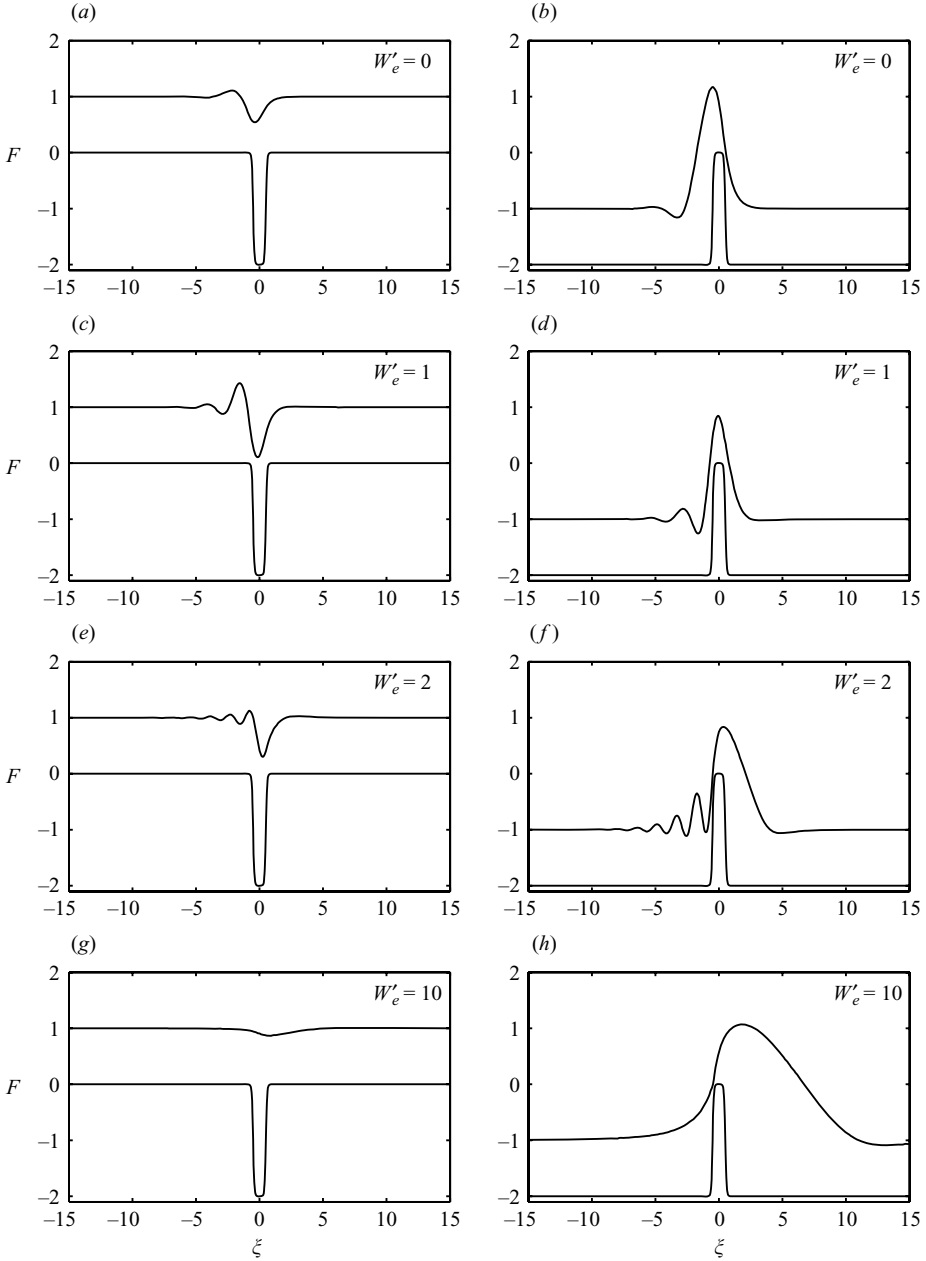 (a)
2
1
F 0
–1
–2
–15 –10 –5 0 5 10 15
W′e = 0
(b)
2
1
0
–1
–2
–15 –10 –5 0 5 10 15
W′e = 0
(c)
2
1
F 0
–1
–2
–15 –10 –5 0 5 10 15
W′e = 1
(d)
2
1
0
–1
–2
–15 –10 –5 0 5 10 15
W′e = 1
(e)
2
1
F 0
–1
–2
–15 –10 –5 0 5 10 15
W′e = 2
(f)
2
1
0
–1
–2
–15 –10 –5 0 5 10 15
W′e = 2
(g)
2
1
F 0
–1
–2
–15 –10 –5 0 5 10 15
ξ
W′e = 10
(h)
2
1
0
–1
–2
–15 –10 –5 0 5 10 15
ξ
W′e = 10